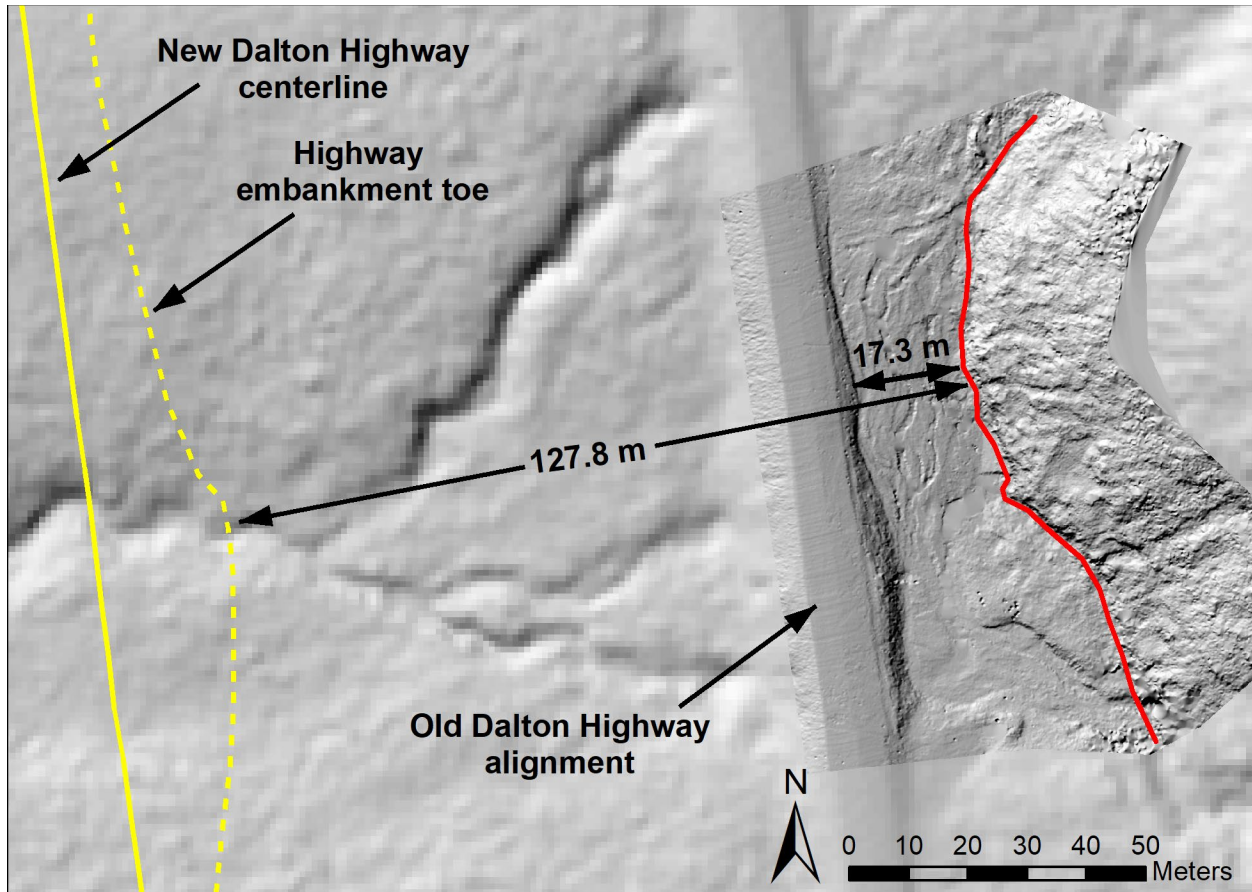 New Dalton Highway
centerline
Highway
embankment toe
17.3 m
127.8 m
Old Dalton Highway
alignment
N
0 10 20 30 40 50
Meters